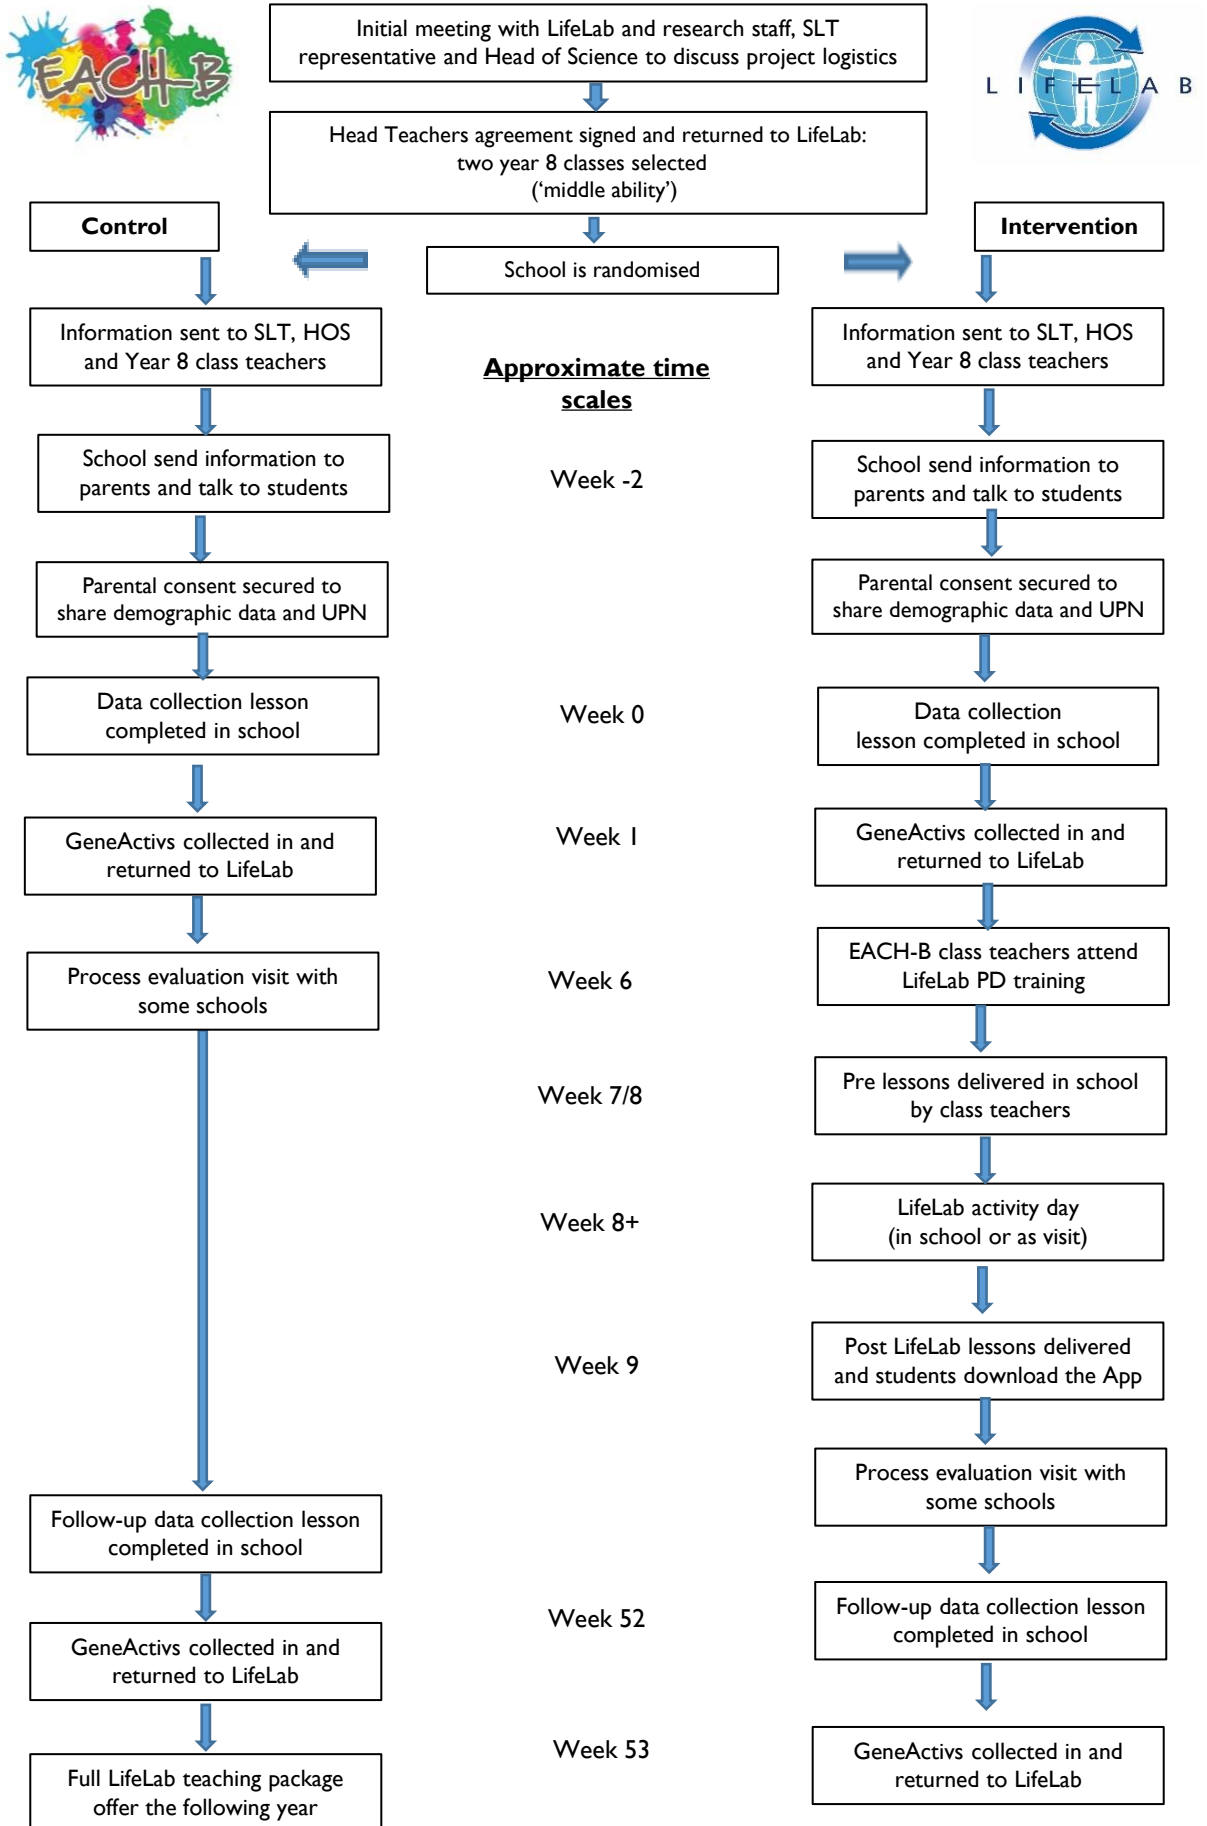 EACH-B
LIFELAB
Initial meeting with LifeLab and research staff, SLT
representative and Head of Science to discuss project logistics
Head Teachers agreement signed and returned to LifeLab:
two year 8 classes selected
(‘middle ability’)
Control
School is randomised
Intervention
Approximate time
scales
Week -2
Week 0
Week 1
Week 6
Week 7/8
Week 8+
Week 9
Week 52
Week 53
Information sent to SLT, HOS
and Year 8 class teachers
School send information to
parents and talk to students
Parental consent secured to
share demographic data and UPN
Data collection lesson
completed in school
GeneActivs collected in and
returned to LifeLab
Process evaluation visit with
some schools
Follow-up data collection lesson
completed in school
GeneActivs collected in and
returned to LifeLab
Full LifeLab teaching package
offer the following year
Information sent to SLT, HOS
and Year 8 class teachers
School send information to
parents and talk to students
Parental consent secured to
share demographic data and UPN
Data collection
lesson completed in school
GeneActivs collected in and
returned to LifeLab
EACH-B class teachers attend
LifeLab PD training
Pre lessons delivered in school
by class teachers
LifeLab activity day
(in school or as visit)
Post LifeLab lessons delivered
and students download the App
Process evaluation visit with
some schools
Follow-up data collection lesson
completed in school
GeneActivs collected in and
returned to LifeLab